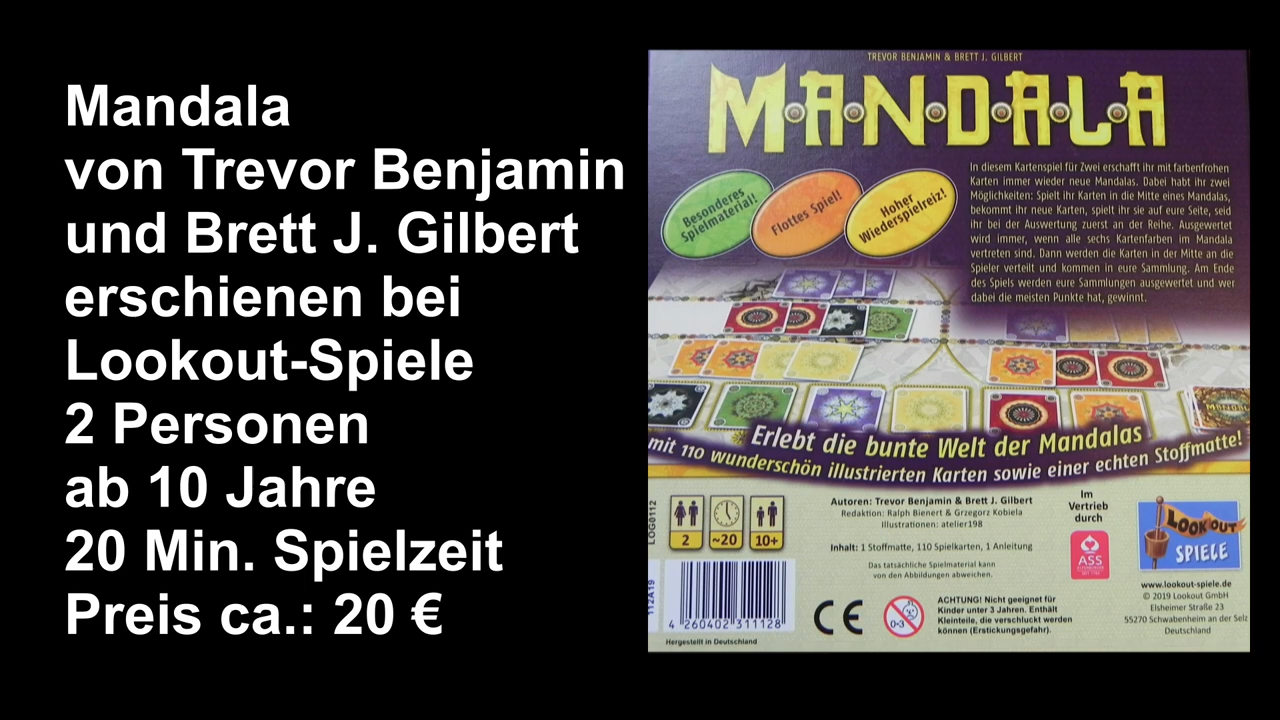 Mandala
von Trevor Benjamin
und Brett J. Gilbert
erschienen bei
Lookout-Spiele
2 Personen
ab 10 Jahre
20 Min. Spielzeit
Preis ca.: 20 €
TREVOR BENJAMIN & BRETT J. GILBERT
MANDALA
Besonderes
Spielmaterial!
Flottes Spiel!
Hoher
Wiederspielreiz!
In diesem Kartenspiel für Zwei erschafft ihr mit farbenfrohen
Karten immer wieder neue Mandalas. Dabei habt ihr zwei
Möglichkeiten: Spielt ihr Karten in die Mitte eines Mandalas,
bekommt ihr neue Karten, spielt ihr sie auf eure Seite, seid
ihr bei der Auswertung zuerst an der Reihe. Ausgewertet
wird immer, wenn alle sechs Kartenfarben im Mandala
vertreten sind. Dann werden die Karten in der Mitte an die
Spieler verteilt und kommen in eure Sammlung. Am Ende
des Spiels werden eure Sammlungen ausgewertet und wer
dabei die meisten Punkte hat, gewinnt.
MANDALA
Erlebt die bunte Welt der Mandalas
mit 110 wunderschön illustrierten Karten sowie einer echten Stoffmatte!
LOG0112
2
~20
10+
Autoren: Trevor Benjamin & Brett J. Gilbert
Redaktion: Ralph Bienert & Grzegorz Kobiela
Illustrationen: atelier198
Inhalt: 1 Stoffmatte, 110 Spielkarten, 1 Anleitung
Das tatsächliche Spielmaterial kann
von den Abbildungen abweichen.
Im
Vertrieb
durch
ASS
LOOKOUT
SPIELE
www.lookout-spiele.de
© 2019 Lookout GmbH
Elsheimer Straße 23
55270 Schwabenheim an der Selz
Deutschland
112A19
4 260402 311128
Hergestellt in Deutschland
CE
0-3
ACHTUNG! Nicht geeignet für
Kinder unter 3 Jahren. Enthält
Kleinteile, die verschluckt werden
können (Erstickungsgefahr).